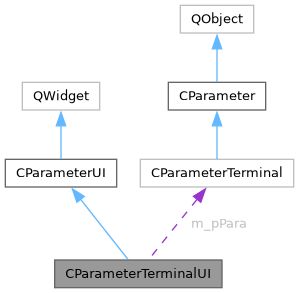 QObject
QWidget
CParameter
CParameterUI
CParameterTerminal
m_pPara
CParameterTerminalUI